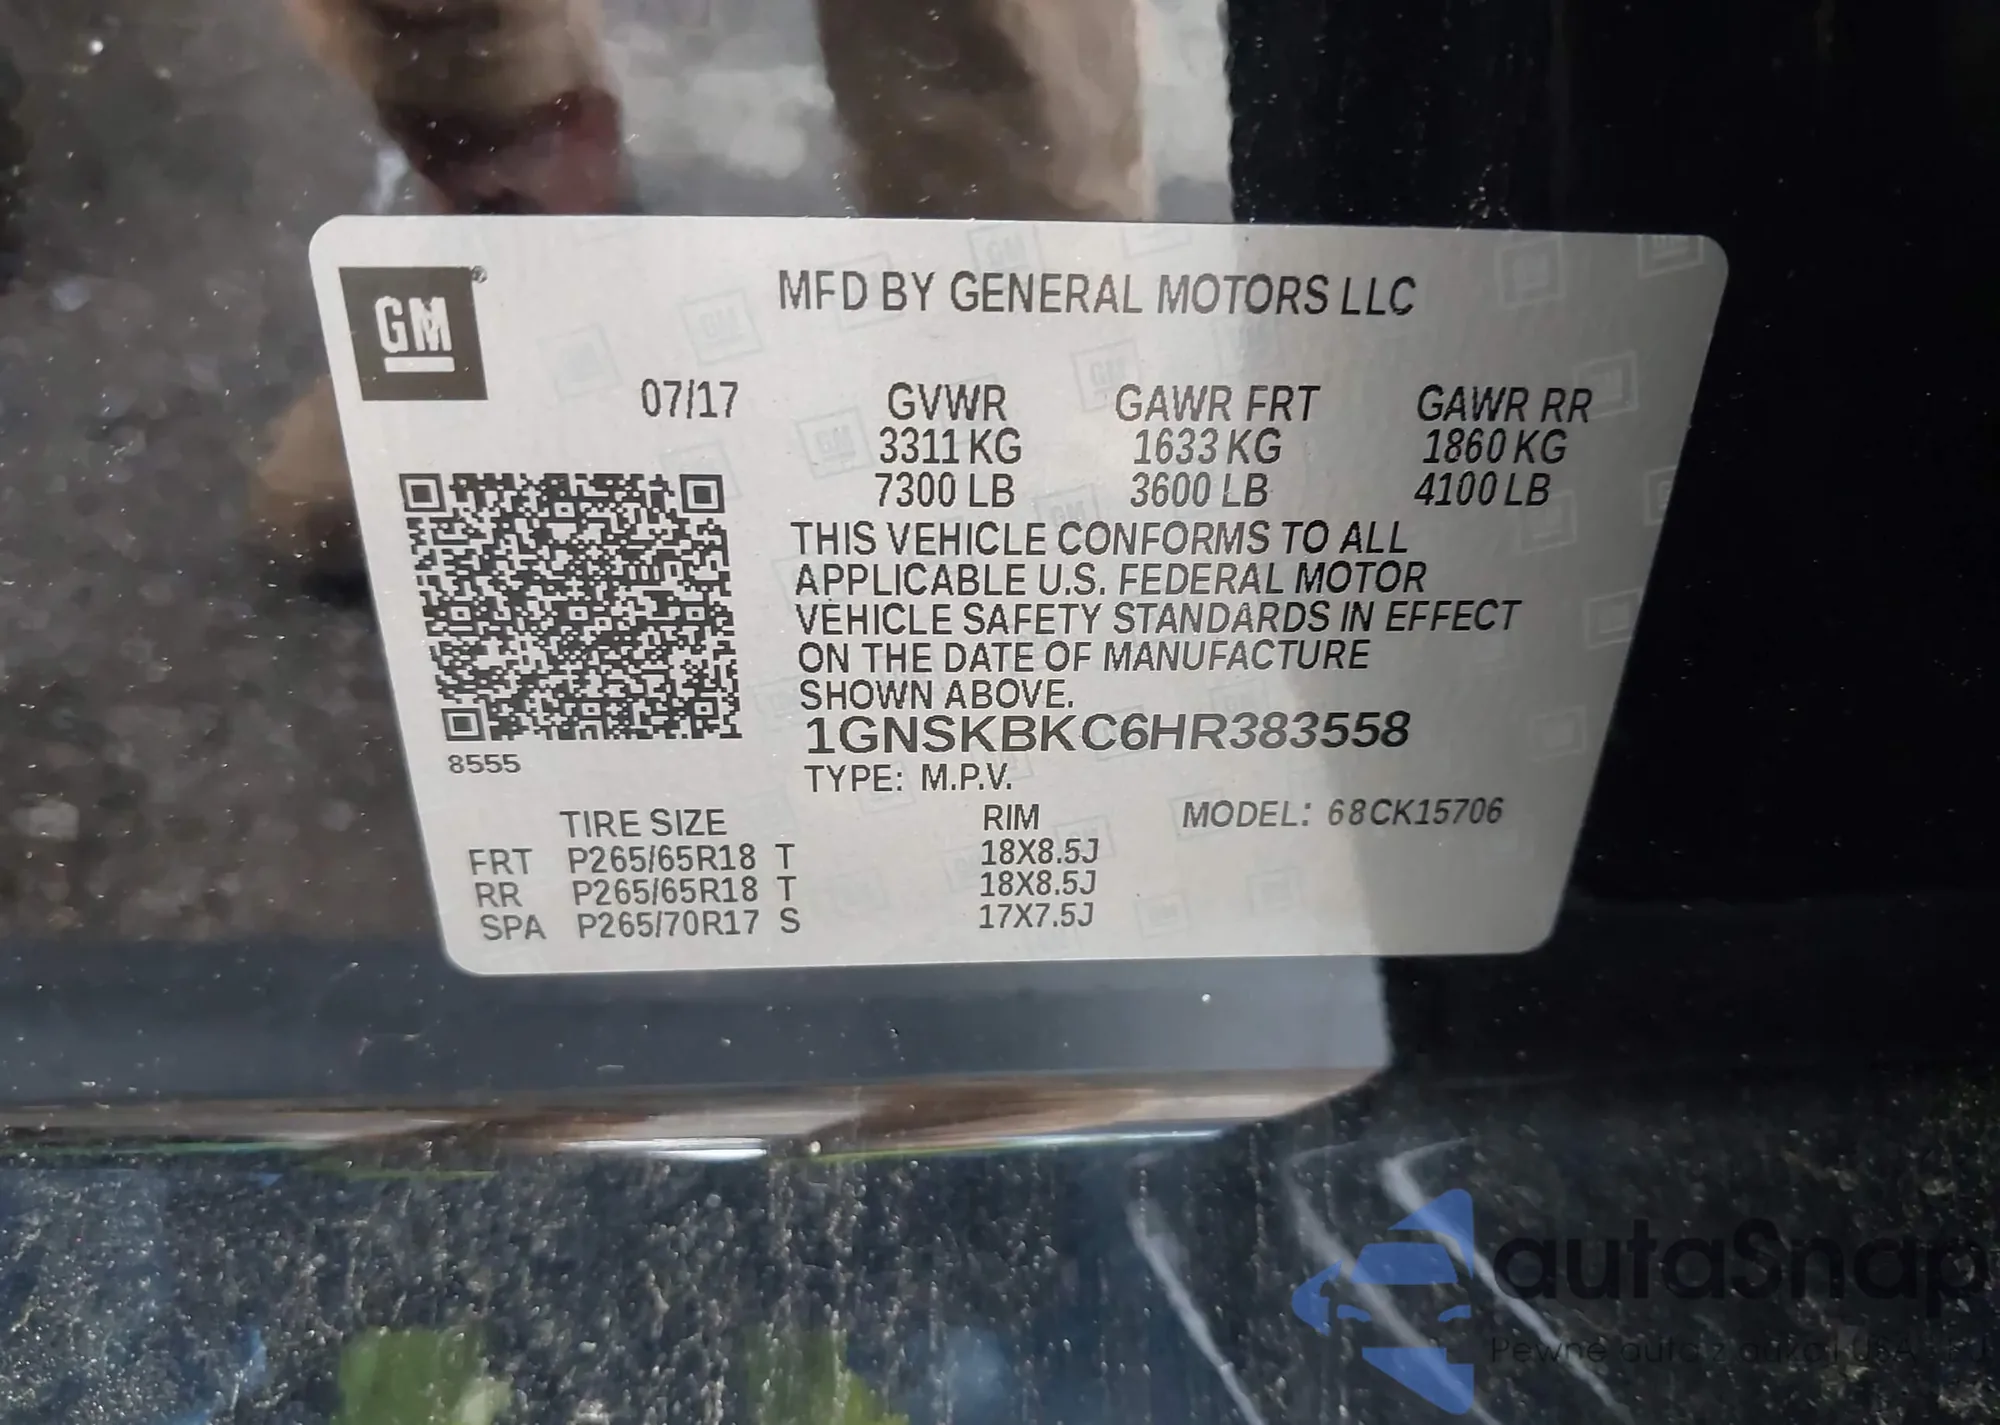 GM®
MFD BY GENERAL MOTORS LLC
07/17 GVWR GAWR FRT GAWR RR
3311 KG 1633 KG 1860 KG
7300 LB 3600 LB 4100 LB
THIS VEHICLE CONFORMS TO ALL
APPLICABLE U.S. FEDERAL MOTOR
VEHICLE SAFETY STANDARDS IN EFFECT
ON THE DATE OF MANUFACTURE
SHOWN ABOVE.
1GNSKBKC6HR383558
8555
TYPE: M.P.V.
TIRE SIZE RIM MODEL: 68CK15706
FRT P265/65R18 T 18X8.5J
RR P265/65R18 T 18X8.5J
SPA P265/70R17 S 17X7.5J
autaSnap
Pewne auta z USA